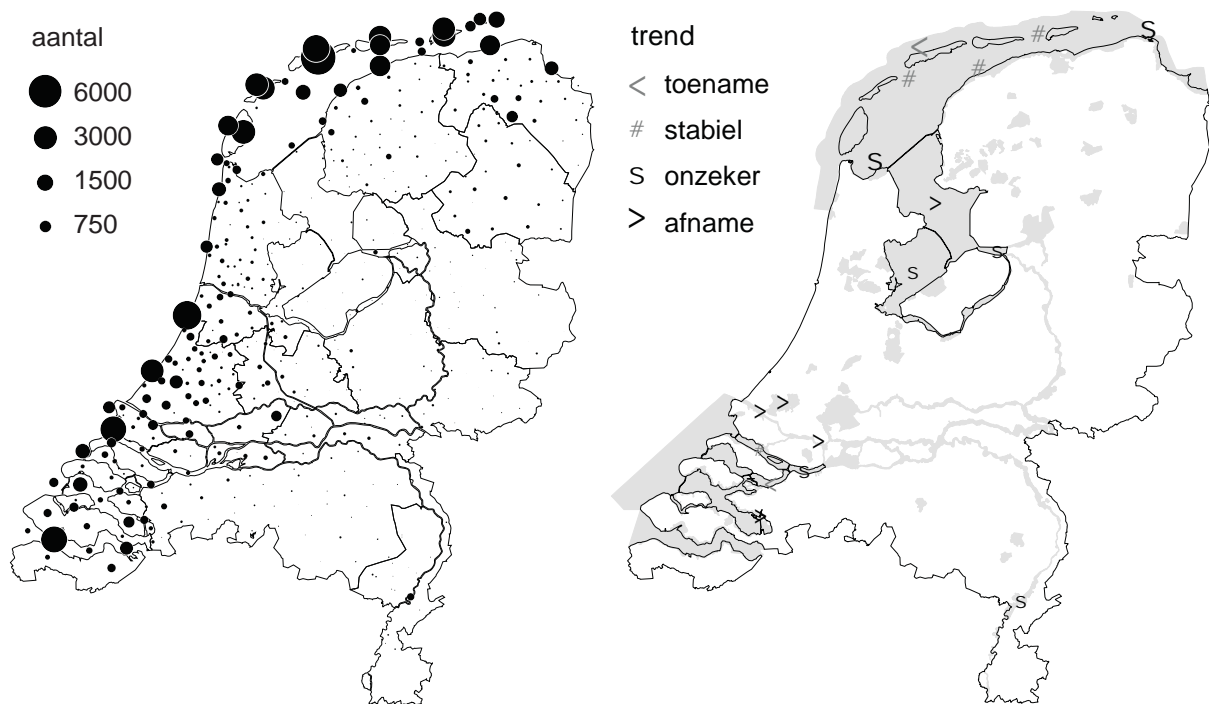 aantal
6000
3000
1500
750
trend
< toename
# stabiel
S onzeker
> afname
<
#
#
#
S
S
>
S
S
>
>
>
S
S